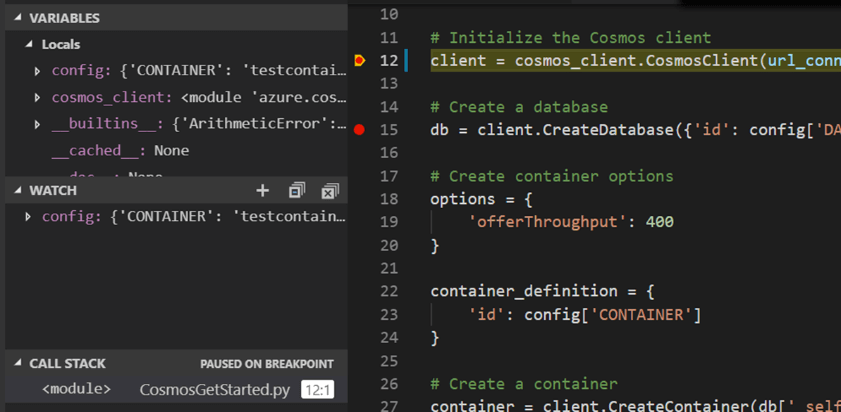 VARIABLES
Locals
config: {'CONTAINER': 'testcontai...
cosmos_client: <module 'azure.cos...
__builtins__: {'ArithmeticError':...
__cached__: None
__doc__: None
WATCH
config: {'CONTAINER': 'testcontain...
CALL STACK PAUSED ON BREAKPOINT
<module> CosmosGetStarted.py 12:1
10
11 # Initialize the Cosmos client
12 client = cosmos_client.CosmosClient(url_conn
13
14 # Create a database
15 db = client.CreateDatabase({'id': config['DA
16
17 # Create container options
18 options = {
19 'offerThroughput': 400
20 }
21
22 container_definition = {
23 'id': config['CONTAINER']
24 }
25
26 # Create a container
27 container = client.CreateContainer(db['_self